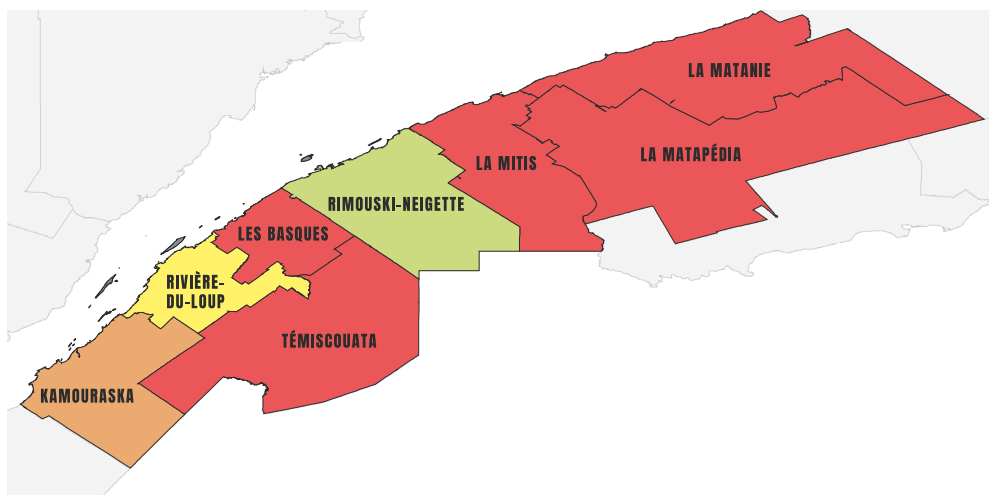 LA MATANIE
LA MATAPÉDIA
LA MITIS
RIMOUSKI-NEIGETTE
LES BASQUES
RIVIÈRE-
DU-LOUP
TÉMISCOUATA
KAMOURASKA